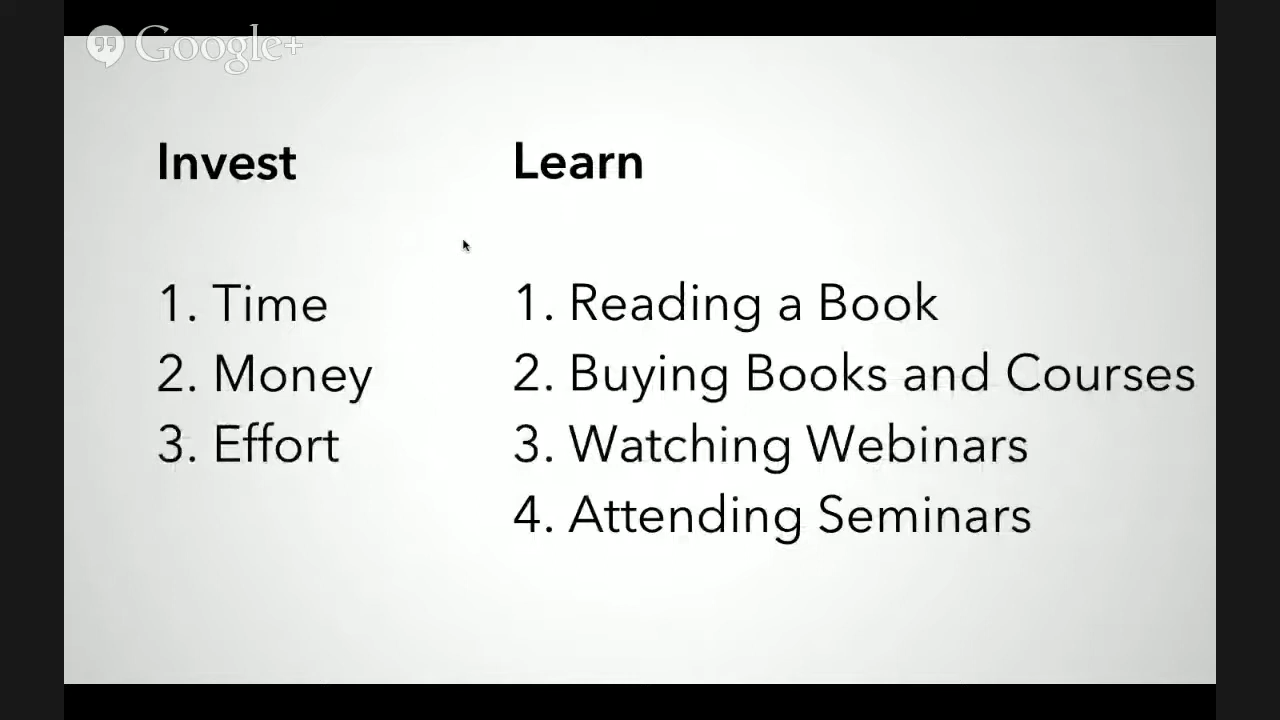 Google+
Invest
1. Time
2. Money
3. Effort
Learn
1. Reading a Book
2. Buying Books and Courses
3. Watching Webinars
4. Attending Seminars